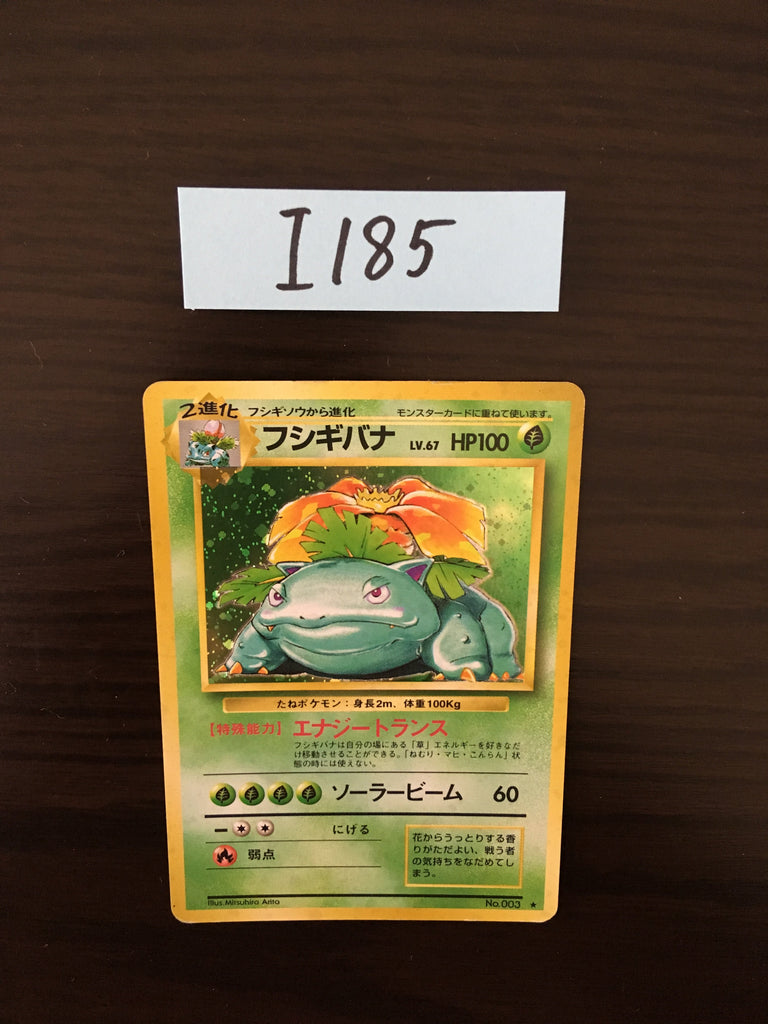 I185
2進化 フシギソウから進化 モンスターカードに重ねて使います。
フシギバナ LV.67 HP100
たねポケモン：身長2m、体重100Kg
【特殊能力】 エナジートランス
フシギバナは自分の場にある「草」エネルギーを好きなだ
け移動させることができる。「ねむり・マヒ・こんらん」状
態の時には使えない。
ソーラービーム 60
ー にげる
弱点
花からうっとりする香
りがただよい、戦う者
の気持ちをなだめてし
まう。
Illus. Mitsuhiro Arita No.003 ★